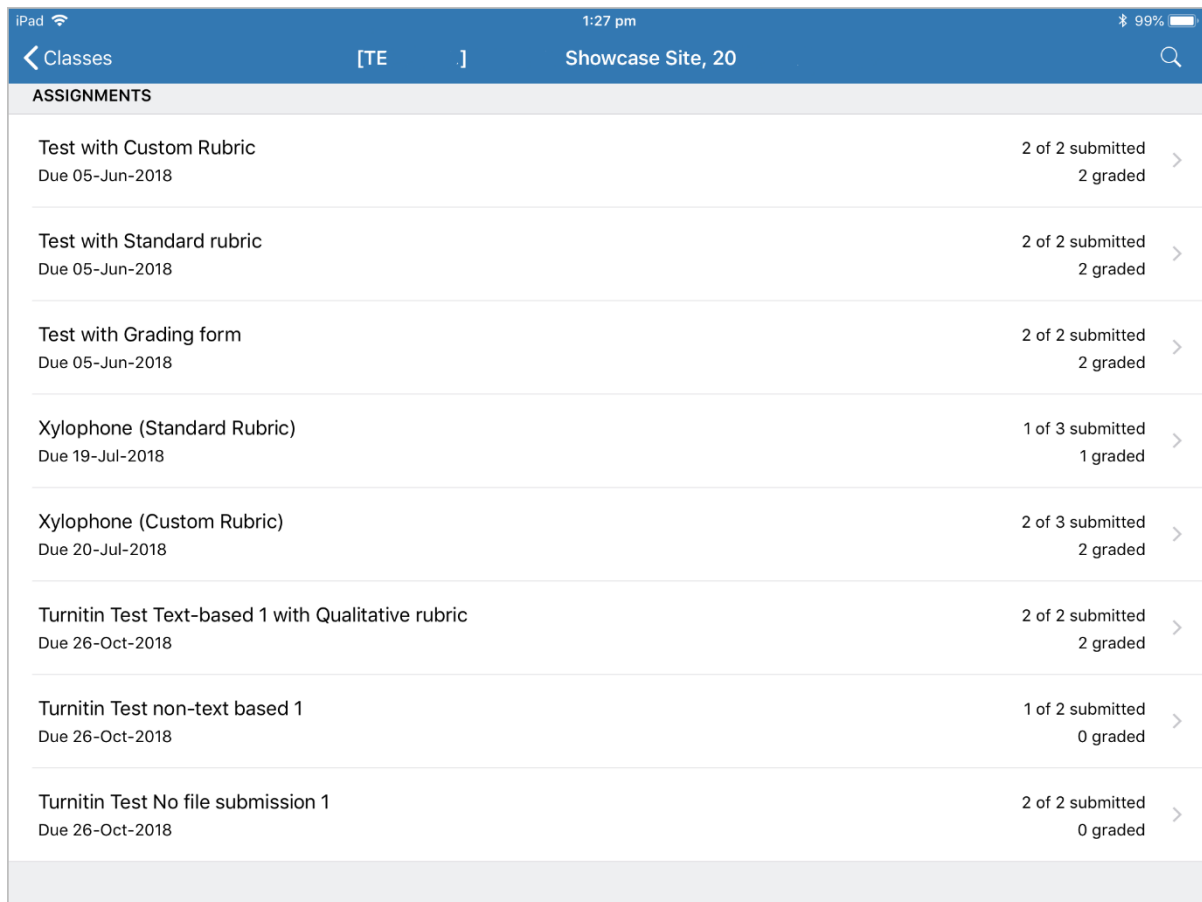 iPad 1:27 pm 99%
Classes [TE .] Showcase Site, 20
ASSIGNMENTS
Test with Custom Rubric 2 of 2 submitted
Due 05-Jun-2018 2 graded
Test with Standard rubric 2 of 2 submitted
Due 05-Jun-2018 2 graded
Test with Grading form 2 of 2 submitted
Due 05-Jun-2018 2 graded
Xylophone (Standard Rubric) 1 of 3 submitted
Due 19-Jul-2018 1 graded
Xylophone (Custom Rubric) 2 of 3 submitted
Due 20-Jul-2018 2 graded
Turnitin Test Text-based 1 with Qualitative rubric 2 of 2 submitted
Due 26-Oct-2018 2 graded
Turnitin Test non-text based 1 1 of 2 submitted
Due 26-Oct-2018 0 graded
Turnitin Test No file submission 1 2 of 2 submitted
Due 26-Oct-2018 0 graded